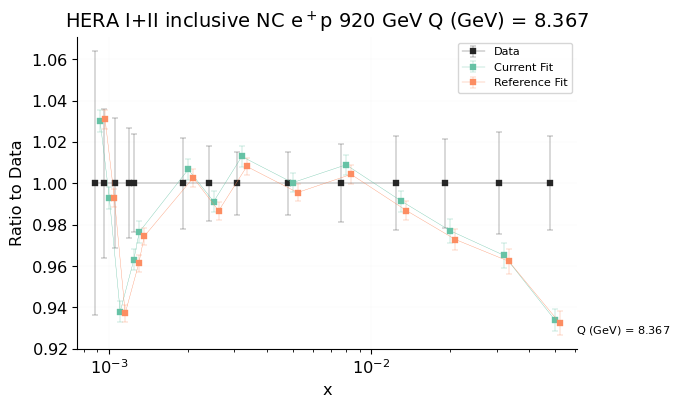 HERA I+II inclusive NC e⁺p 920 GeV Q (GeV) = 8.367
Data
Current Fit
Reference Fit
Ratio to Data
1.06
1.04
1.02
1.00
0.98
0.96
0.94
0.92
Q (GeV) = 8.367
10⁻³
10⁻²
x